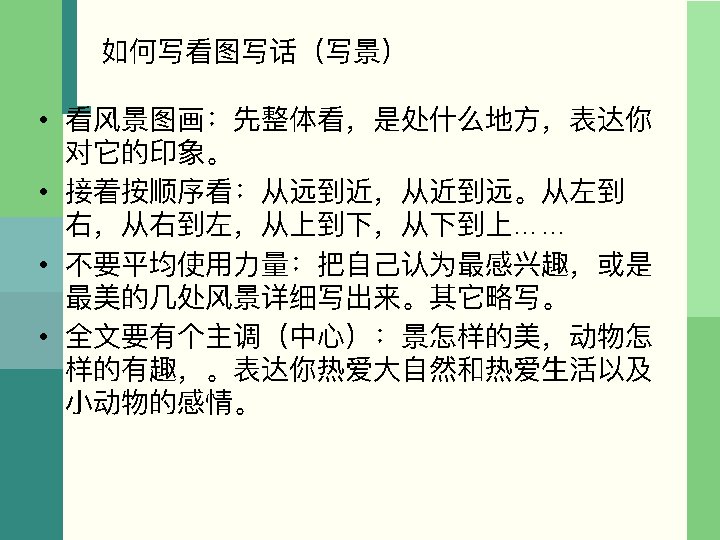 如何写看图写话（写景）
• 看风景图画：先整体看，是处什么地方，表达你
对它的印象。
• 接着按顺序看：从远到近，从近到远。从左到
右，从右到左，从上到下，从下到上……
• 不要平均使用力量：把自己认为最感兴趣，或是
最美的几处风景详细写出来。其它略写。
• 全文要有个主调（中心）：景怎样的美，动物怎
样的有趣，。表达你热爱大自然和热爱生活以及
小动物的感情。